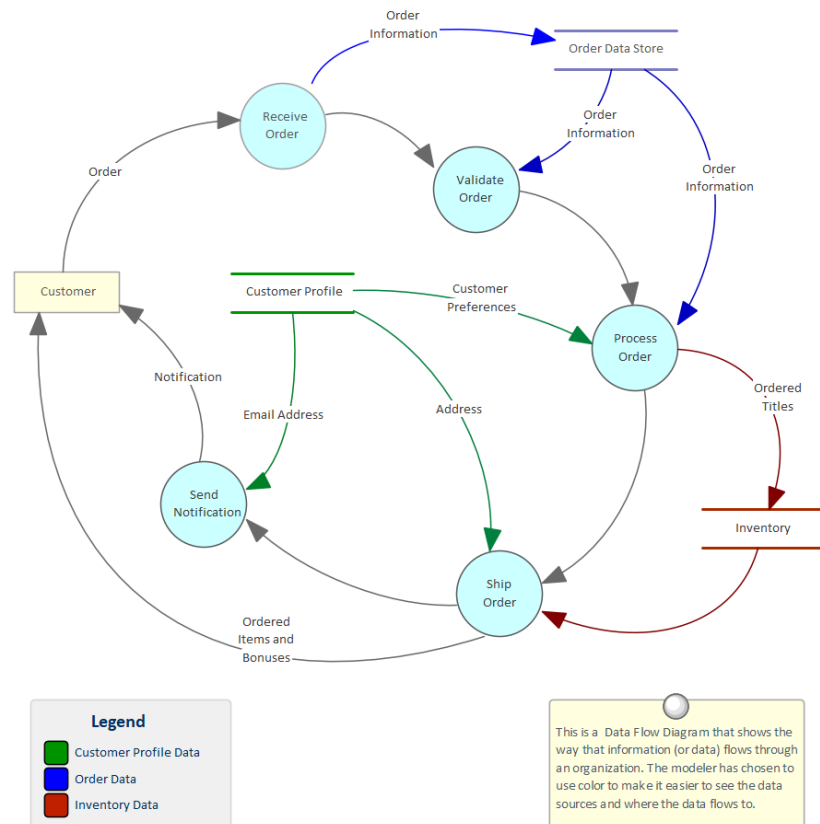 Order
Information
Order Data Store
Receive
Order
Order
Information
Order
Validate
Order
Order
Information
Customer
Customer Profile
Customer
Preferences
Process
Order
Notification
Email Address
Address
Ordered
Titles
Send
Notification
Inventory
Ship
Order
Ordered
Items and
Bonuses
Legend
Customer Profile Data
Order Data
Inventory Data
This is a Data Flow Diagram that shows the
way that information (or data) flows through
an organization. The modeler has chosen to
use color to make it easier to see the data
sources and where the data flows to.